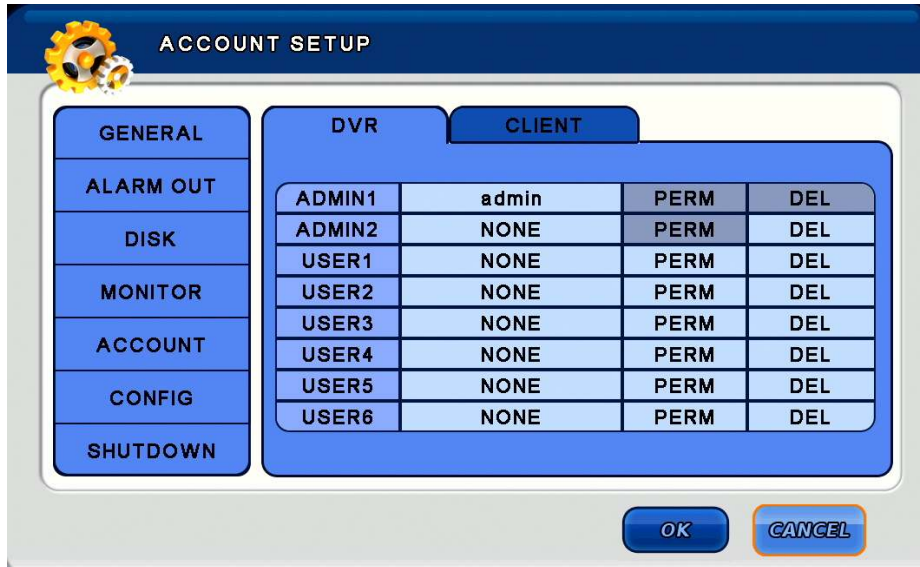 ACCOUNT SETUP
GENERAL
ALARM OUT
DISK
MONITOR
ACCOUNT
CONFIG
SHUTDOWN
DVR CLIENT
ADMIN1 admin PERM DEL
ADMIN2 NONE PERM DEL
USER1 NONE PERM DEL
USER2 NONE PERM DEL
USER3 NONE PERM DEL
USER4 NONE PERM DEL
USER5 NONE PERM DEL
USER6 NONE PERM DEL
OK CANCEL